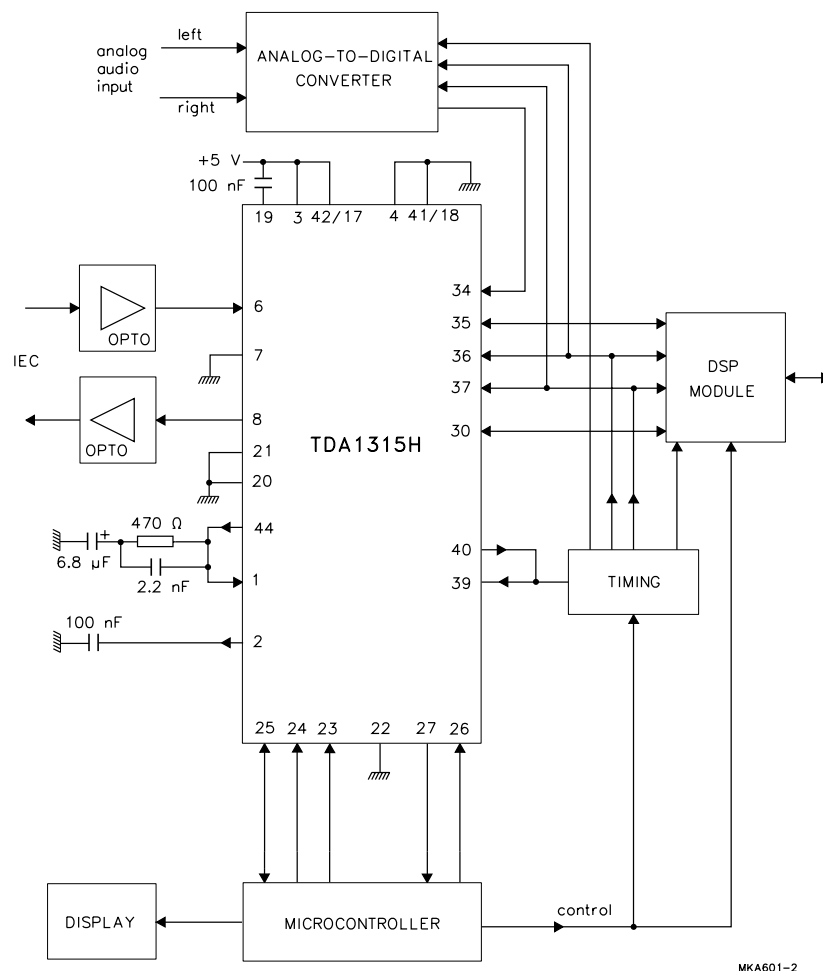 left
analog
audio
input
right
ANALOG-TO-DIGITAL
CONVERTER
+5 V
100 nF
19
3
42/17
4
41/18
6
OPTO
IEC
7
8
OPTO
21
20
44
470 Ω
+
6.8 µF
2.2 nF
1
100 nF
2
TDA1315H
34
35
36
37
30
DSP
MODULE
40
39
TIMING
25
24
23
22
27
26
DISPLAY
MICROCONTROLLER
control
MKA601-2